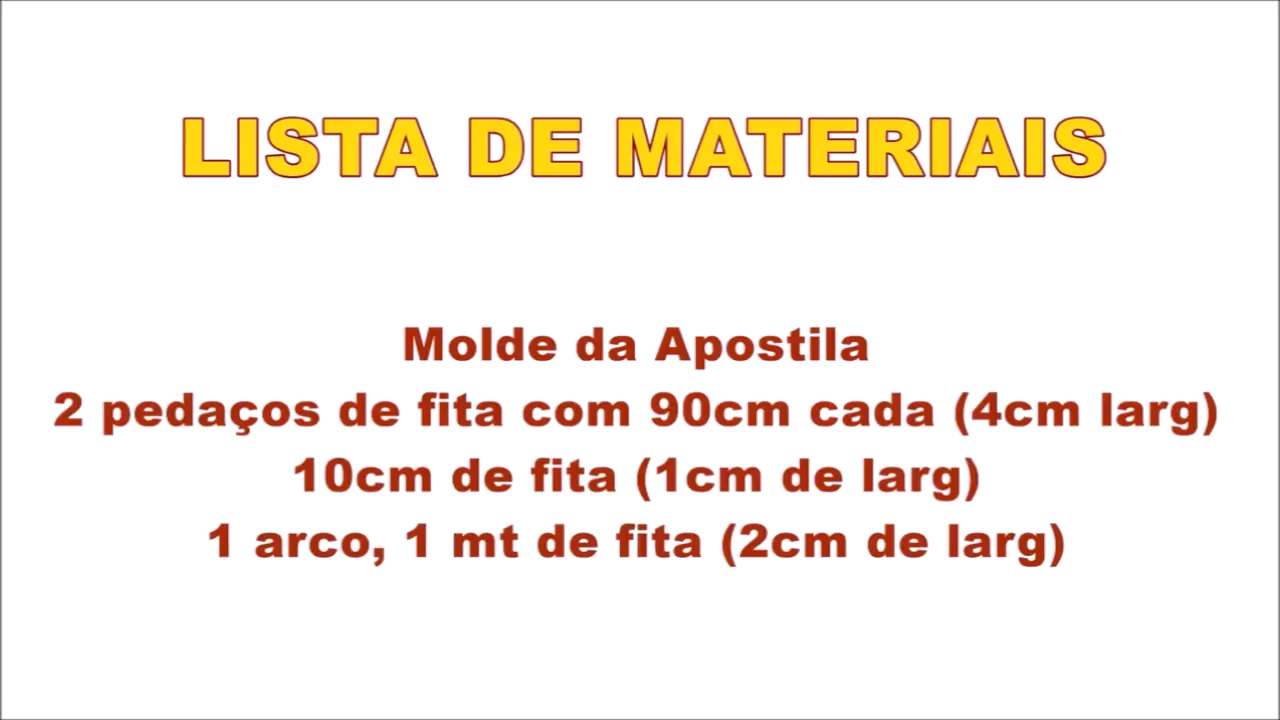 LISTA DE MATERIAIS
Molde da Apostila
2 pedaços de fita com 90cm cada (4cm larg)
10cm de fita (1cm de larg)
1 arco, 1 mt de fita (2cm de larg)